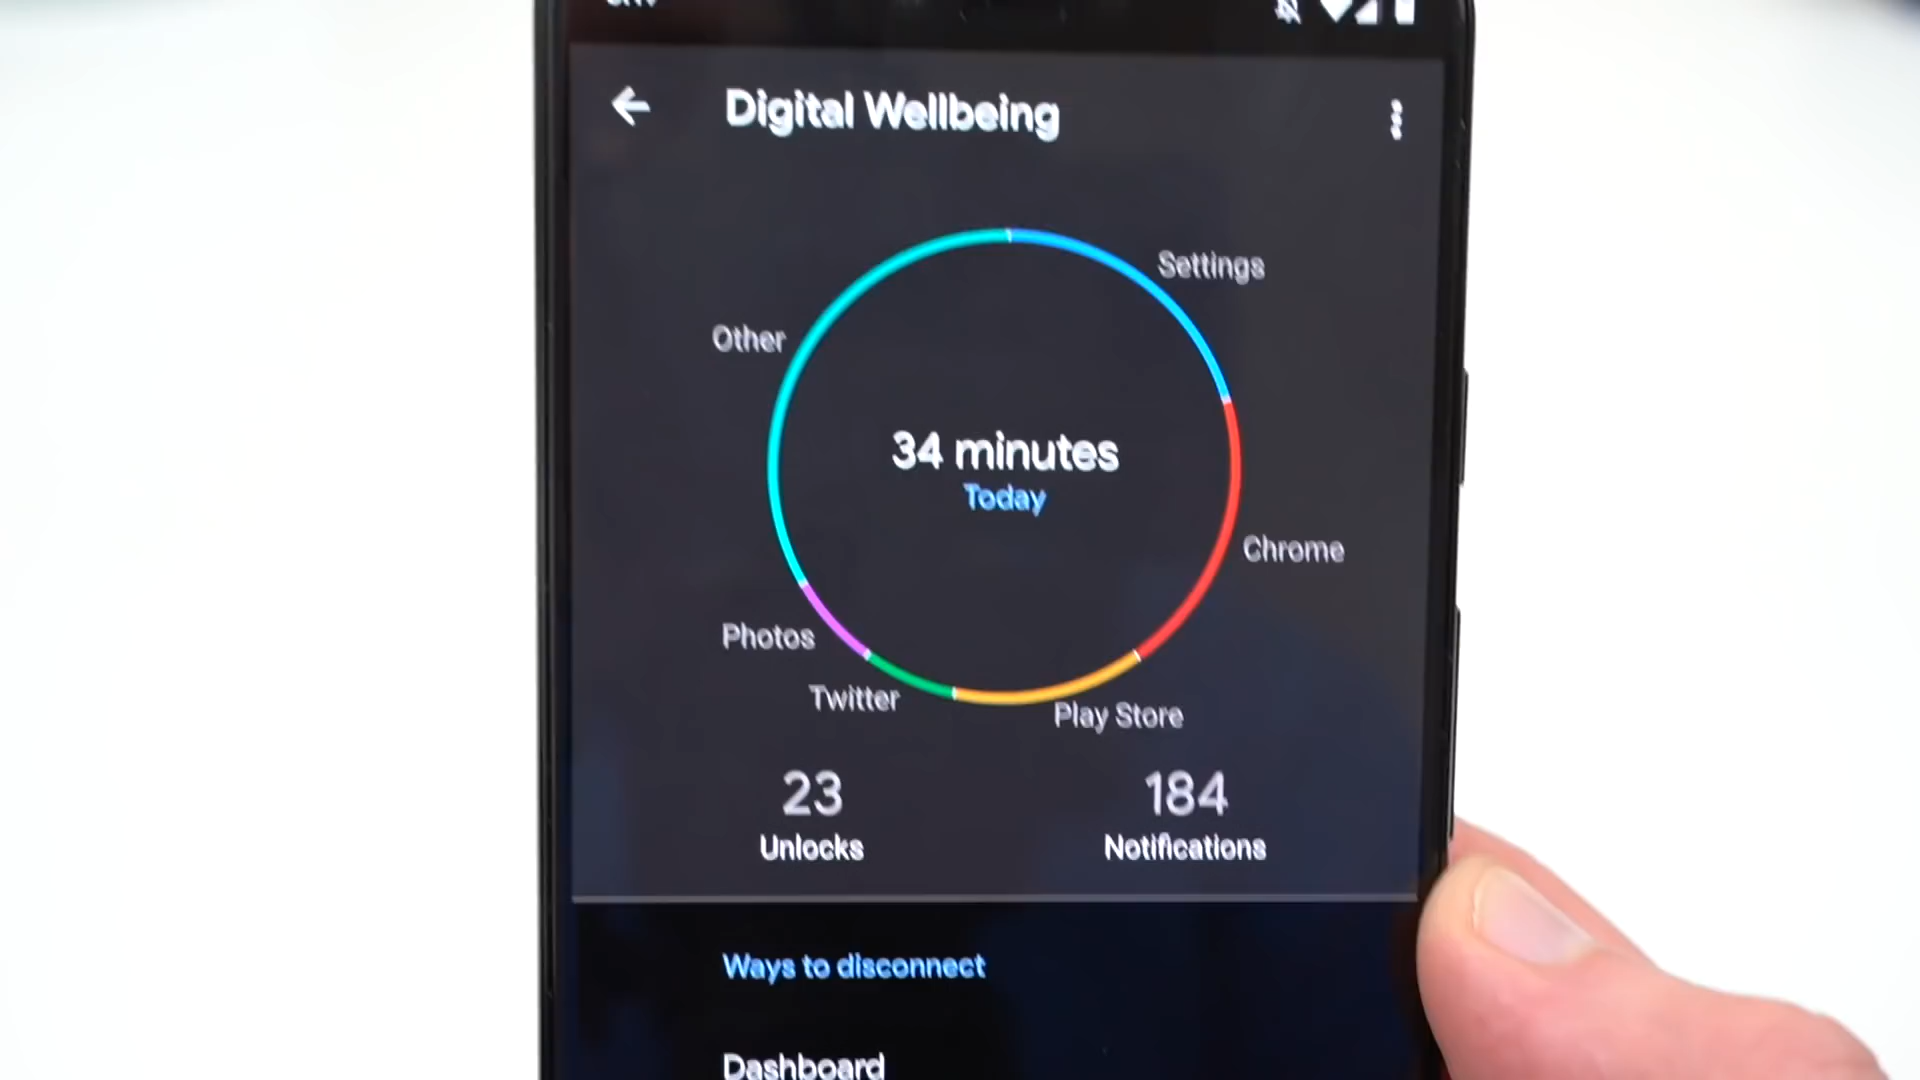 Digital Wellbeing
Settings
Other
34 minutes
Today
Chrome
Photos
Twitter
Play Store
23
184
Unlocks
Notifications
Ways to disconnect
Dashboard